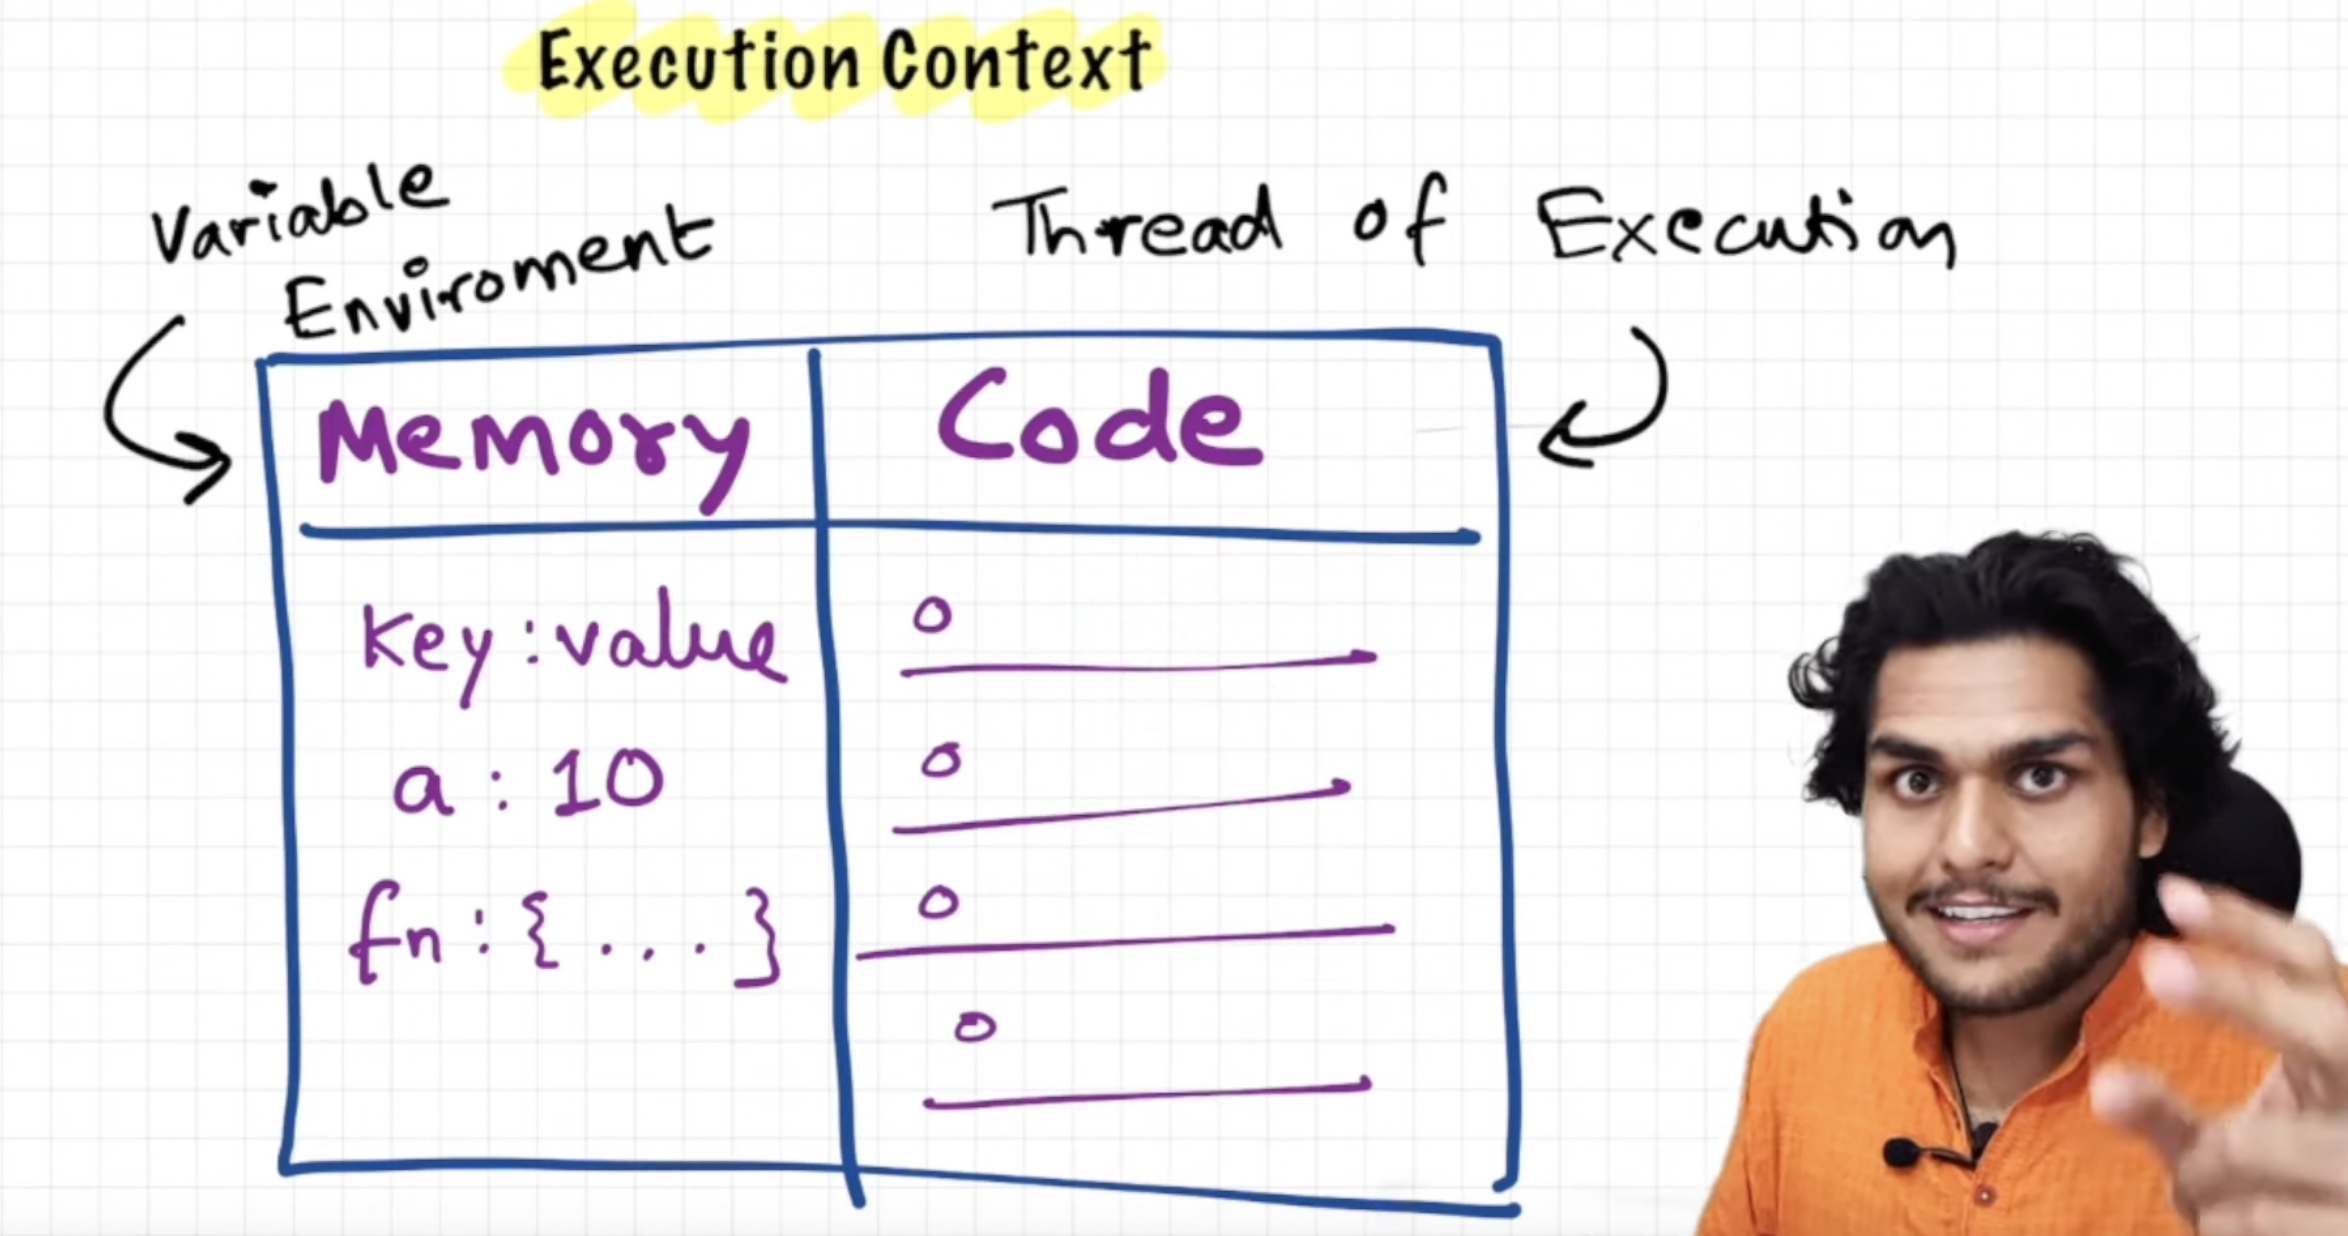 Execution Context
Variable
Enviroment
Thread of Execution
Memory
Code
key : value
a : 10
fn : { . . . }